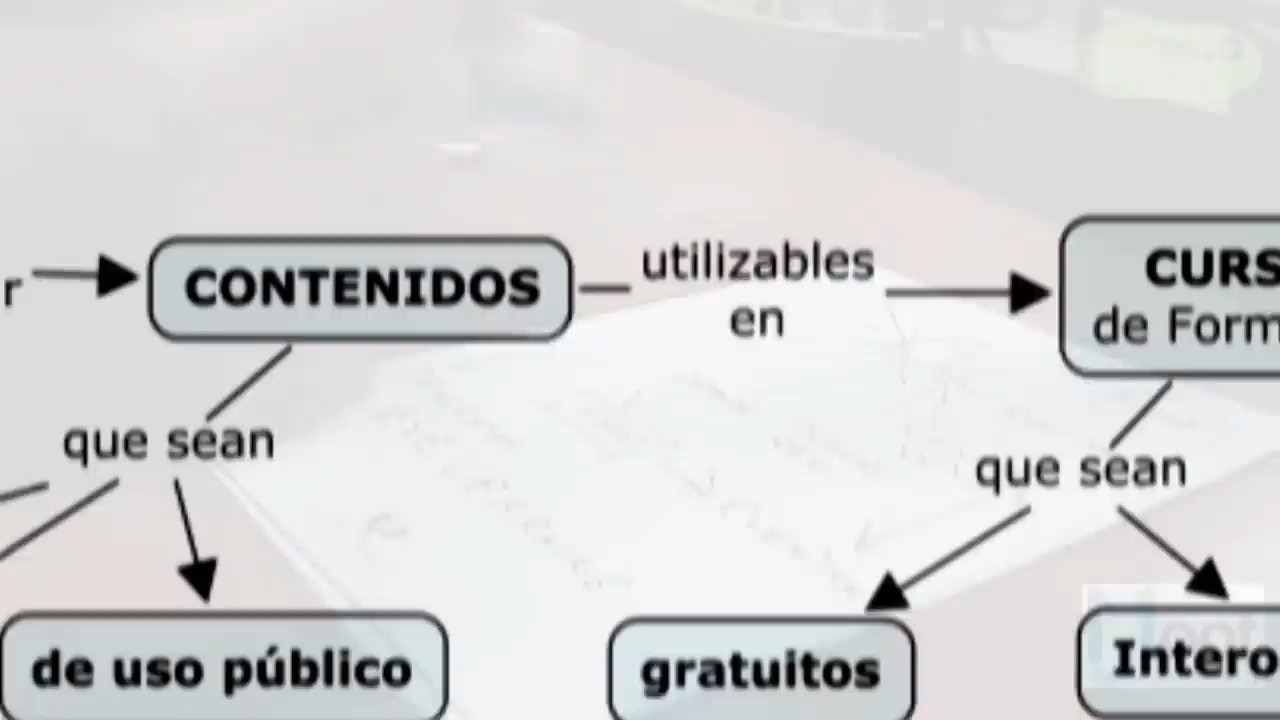 r
CONTENIDOS
utilizables
en
CURS
de Form
que sean
que sean
de uso público
gratuitos
Intero